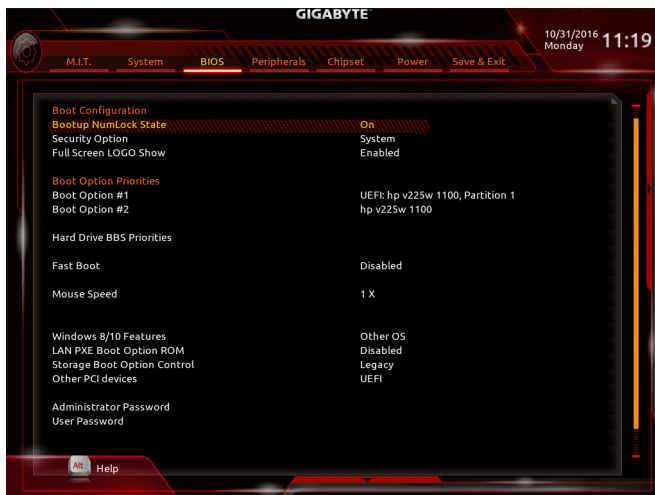 GIGABYTE™
10/31/2016 11:19
Monday
M.I.T. System BIOS Peripherals Chipset Power Save & Exit
Boot Configuration
Bootup NumLock State On
Security Option System
Full Screen LOGO Show Enabled
Boot Option Priorities
Boot Option #1 UEFI: hp v225w 1100, Partition 1
Boot Option #2 hp v225w 1100
Hard Drive BBS Priorities
Fast Boot Disabled
Mouse Speed 1 X
Windows 8/10 Features Other OS
LAN PXE Boot Option ROM Disabled
Storage Boot Option Control Legacy
Other PCI devices UEFI
Administrator Password
User Password
Alt Help